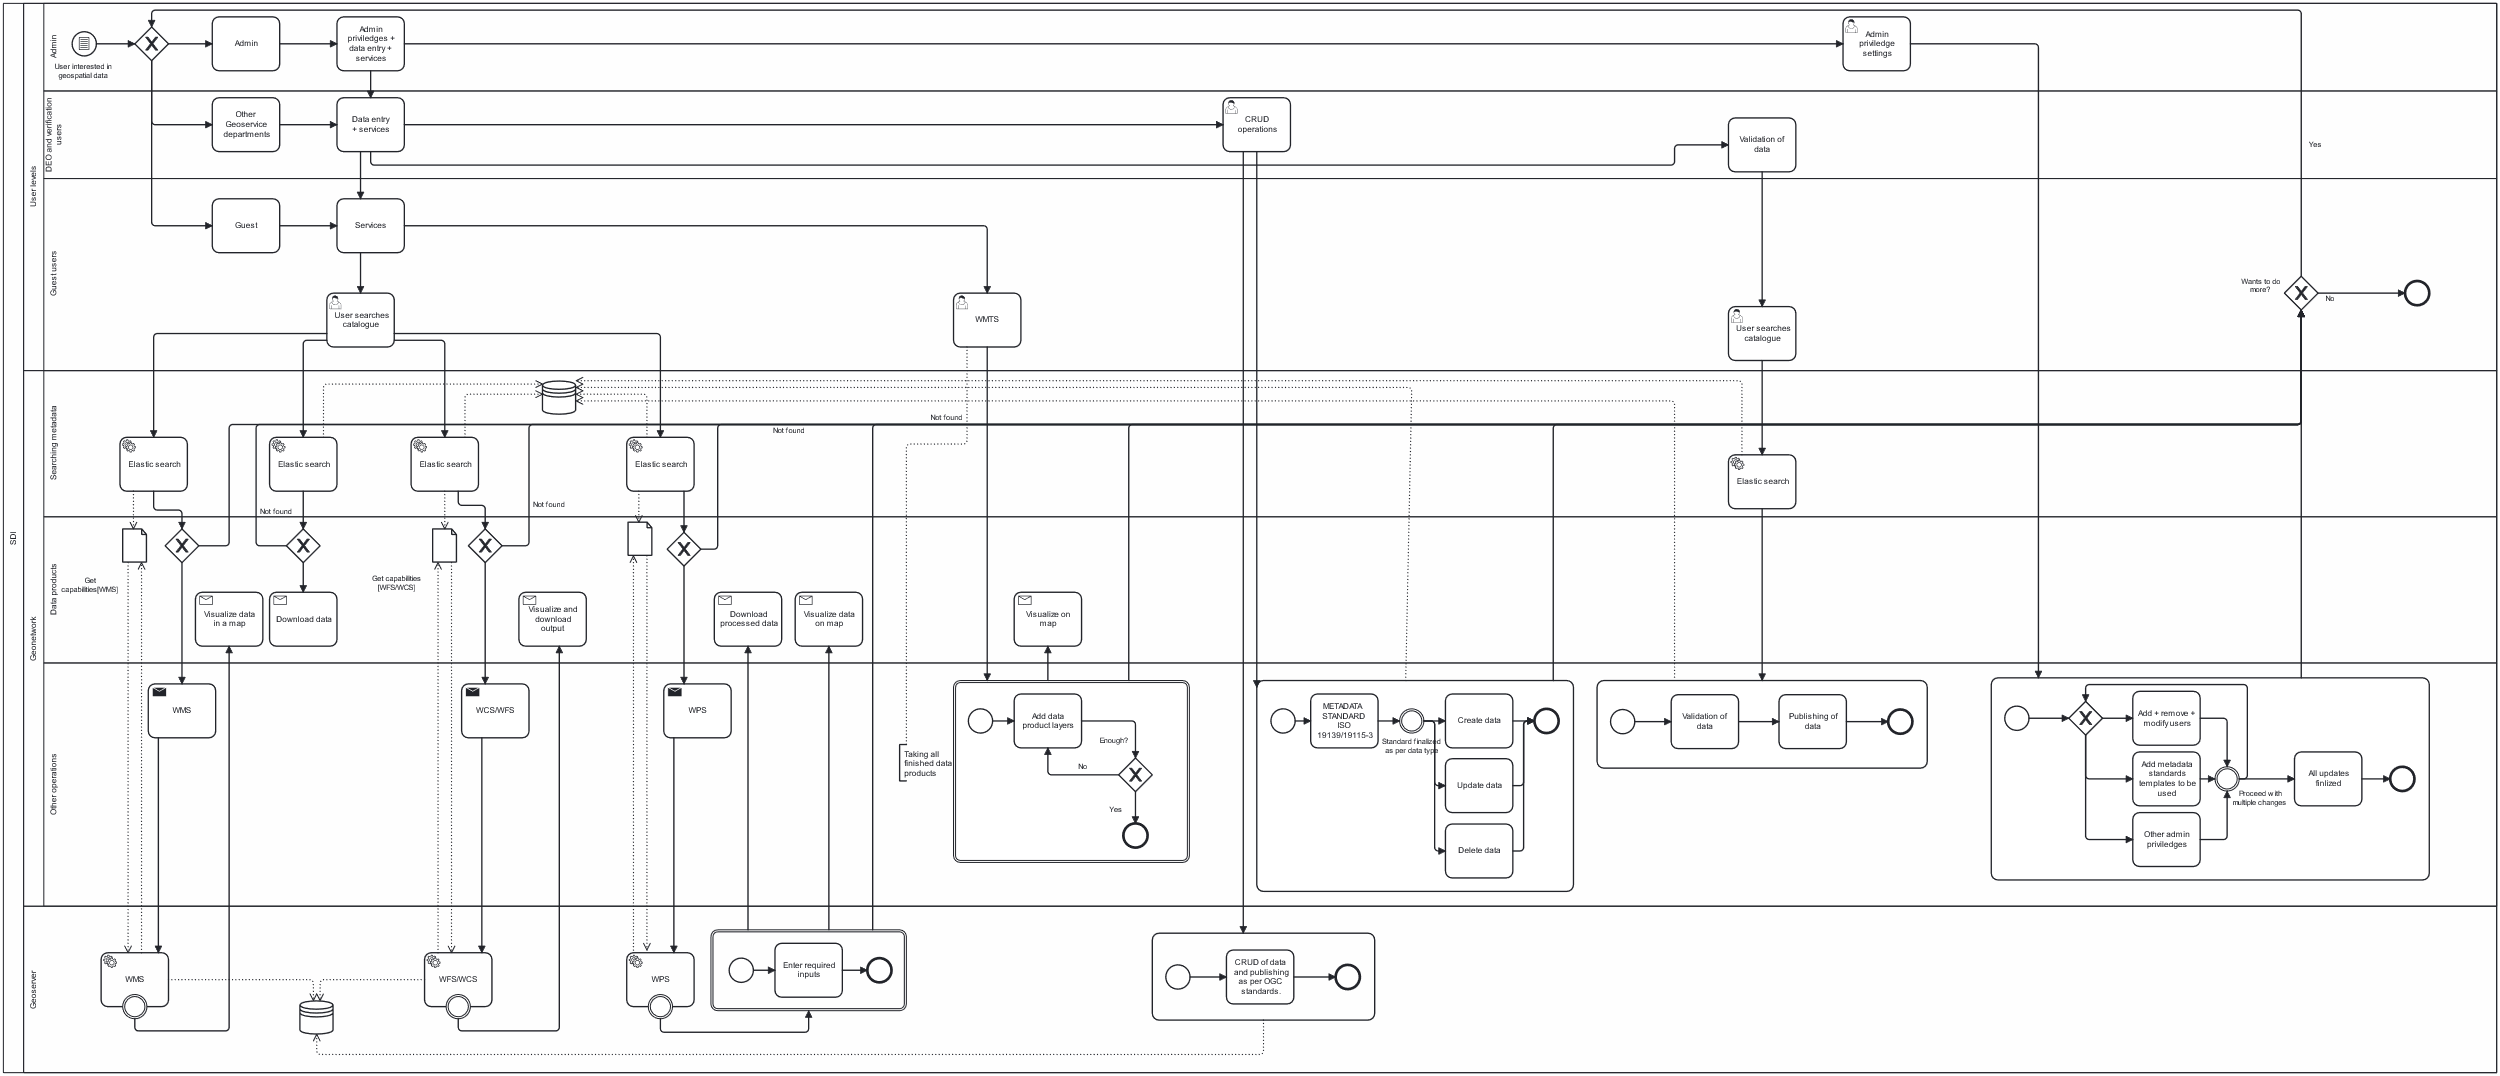 SDI
User levels
Admin
User interested in
geospatial data
Admin
Admin
priviledges +
data entry +
services
Admin
priviledge
settings
DEO and verification
users
Other
Geoservice
departments
Data entry
+ services
CRUD
operations
Validation of
data
Yes
Guest users
Guest
Services
User searches
catalogue
WMTS
User searches
catalogue
Wants to do
more?
No
Geonetwork
Searching metadata
Not found
Not found
Elastic search
Elastic search
Elastic search
Elastic search
Elastic search
Not found
Not found
Data products
Get
capabilities[WMS]
Get capabilities
[WFS/WCS]
Visualize data
in a map
Download data
Visualize and
download
output
Download
processed data
Visualize data
on map
Visualize on
map
Other operations
WMS
WCS/WFS
WPS
Taking all
finished data
products
Add data
product layers
Enough?
No
Yes
METADATA
STANDARD
ISO
19139/19115-3
Standard finalized
as per data type
Create data
Update data
Delete data
Validation of
data
Publishing of
data
Add + remove +
modify users
Add metadata
standards
templates to be
used
Other admin
priviledges
Proceed with
multiple changes
All updates
finlized
Geoserver
WMS
WFS/WCS
WPS
Enter required
inputs
CRUD of data
and publishing
as per OGC
standards.